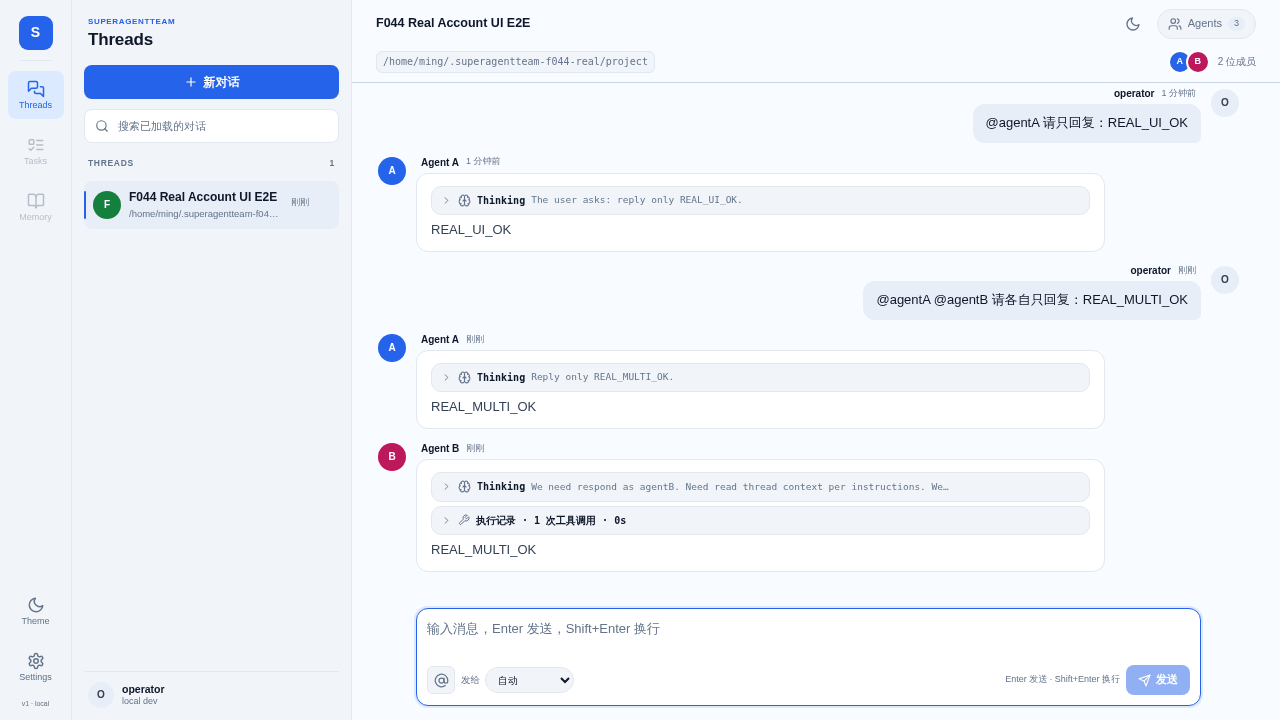 S
Threads
Tasks
Memory
Theme
Settings
v1 · local
SUPERAGENTTEAM
Threads
新对话
搜索已加载的对话
THREADS 1
F
F044 Real Account UI E2E 刚刚
/home/ming/.superagentteam-f04…
O
operator
local dev
F044 Real Account UI E2E
Agents 3
/home/ming/.superagentteam-f044-real/project
A B 2 位成员
operator 1 分钟前
O
@agentA 请只回复：REAL_UI_OK
A
Agent A 1 分钟前
Thinking The user asks: reply only REAL_UI_OK.
REAL_UI_OK
operator 刚刚
O
@agentA @agentB 请各自只回复：REAL_MULTI_OK
A
Agent A 刚刚
Thinking Reply only REAL_MULTI_OK.
REAL_MULTI_OK
B
Agent B 刚刚
Thinking We need respond as agentB. Need read thread context per instructions. We…
执行记录 · 1 次工具调用 · 0s
REAL_MULTI_OK
输入消息，Enter 发送，Shift+Enter 换行
发给 自动
Enter 发送 · Shift+Enter 换行
发送